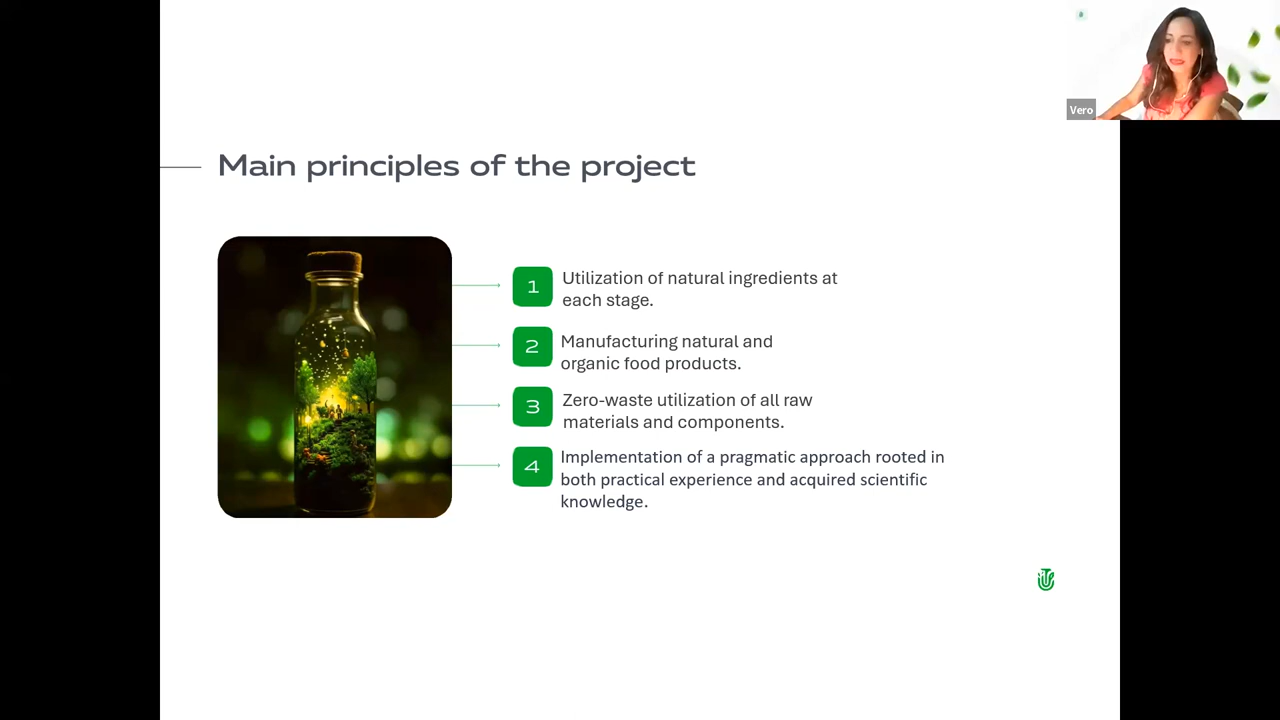 Vero
Main principles of the project
1
Utilization of natural ingredients at
each stage.
2
Manufacturing natural and
organic food products.
3
Zero-waste utilization of all raw
materials and components.
4
Implementation of a pragmatic approach rooted in
both practical experience and acquired scientific
knowledge.